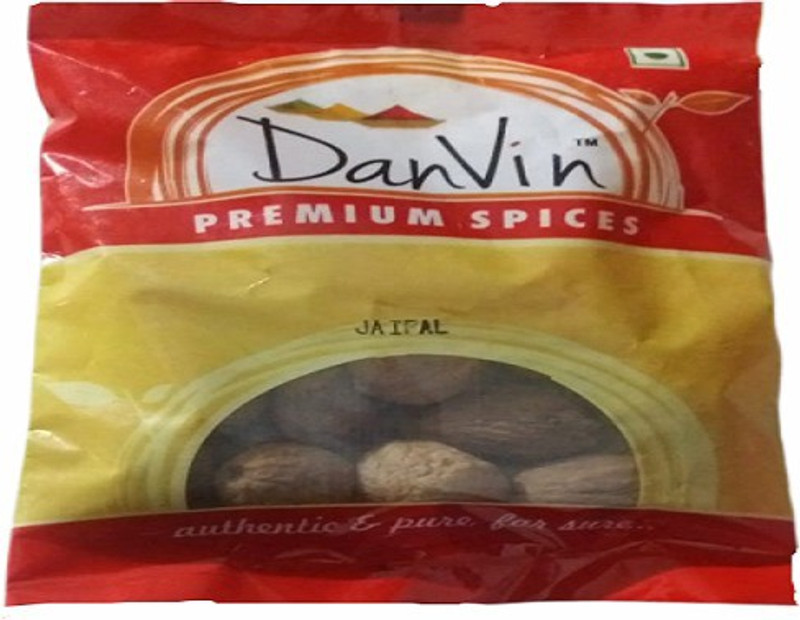 DanVin™
PREMIUM SPICES
JAIPAL
authentic & pure, for sure..